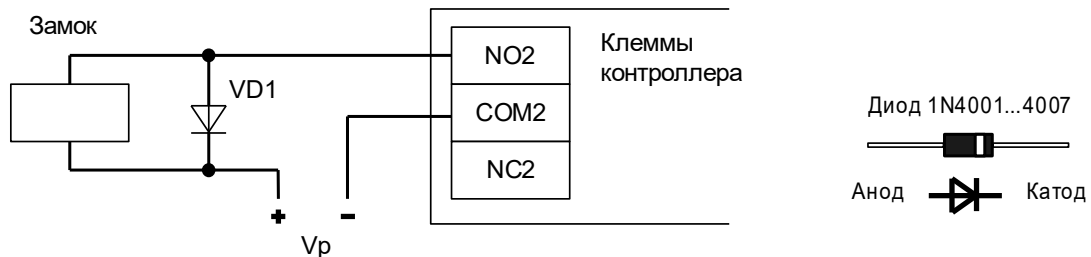 Замок
VD1
NO2
COM2
NC2
Клеммы
контроллера
+ −
Vp
Диод 1N4001...4007
Анод Катод